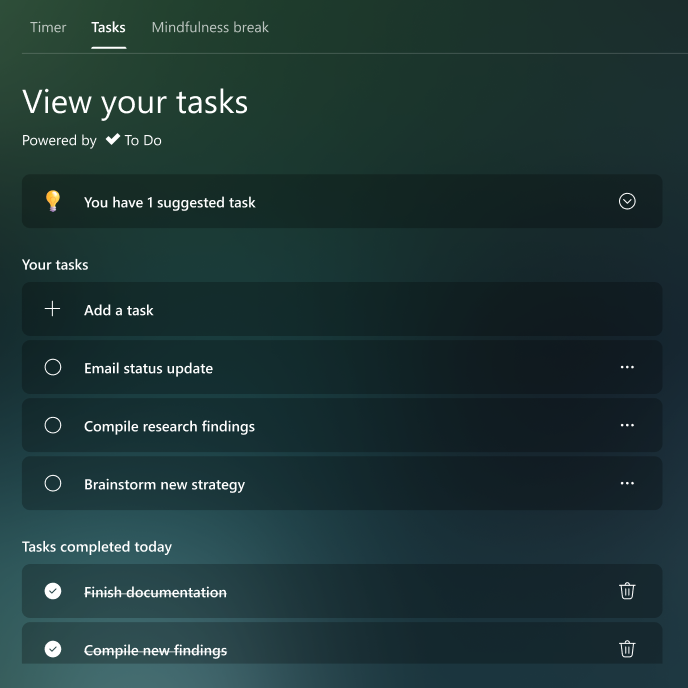 Timer Tasks Mindfulness break
View your tasks
Powered by To Do
You have 1 suggested task
Your tasks
Add a task
Email status update
Compile research findings
Brainstorm new strategy
Tasks completed today
Finish documentation
Compile new findings